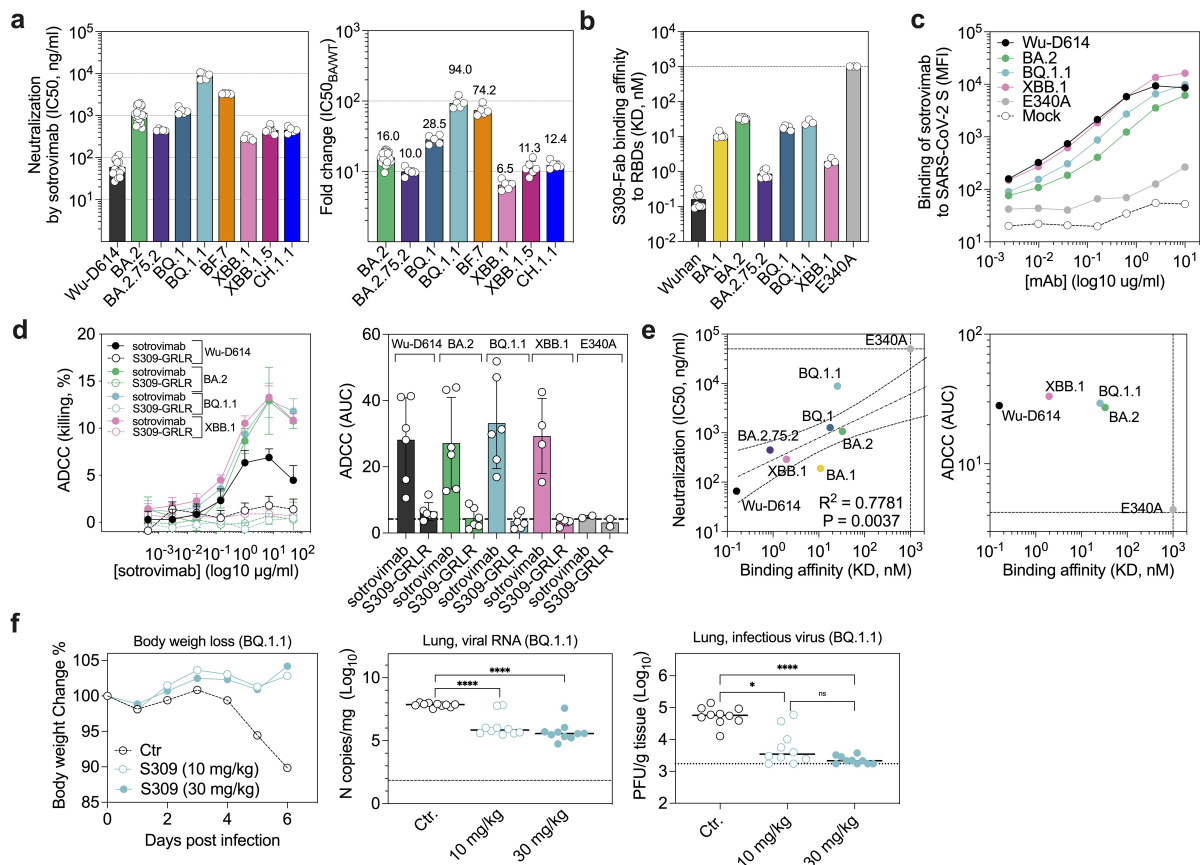 a
Neutralization
by sotrovimab (IC50, ng/ml)
10^5
10^4
10^3
10^2
10^1
Wu-D614
BA.2
BA.2.75.2
BQ.1
BQ.1.1
BF.7
XBB.1
XBB.1.5
CH.1.1
Fold change (IC50BA/WT)
10^3
10^2
10^1
16.0
10.0
28.5
94.0
74.2
6.5
11.3
12.4
BA.2
BA.2.75.2
BQ.1
BQ.1.1
BF7
XBB.1
XBB.1.5
CH.1.1
b
S309-Fab binding affinity
to RBDs (KD, nM)
10^4
10^3
10^2
10^1
10^0
10^-1
10^-2
Wuhan
BA.1
BA.2
BA.2.75.2
BQ.1
BQ.1.1
XBB.1
E340A
c
Binding of sotrovimab
to SARS-CoV-2 S (MFI)
10^5
10^4
10^3
10^2
10^1
Wu-D614
BA.2
BQ.1.1
XBB.1
E340A
Mock
10^-3
10^-2
10^-1
10^0
10^1
[mAb] (log10 ug/ml)
d
ADCC (killing, %)
20
15
10
5
0
sotrovimab
S309-GRLR
Wu-D614
sotrovimab
S309-GRLR
BA.2
sotrovimab
S309-GRLR
BQ.1.1
sotrovimab
S309-GRLR
XBB.1
10^-3
10^-2
10^-1
10^0
10^1
10^2
[sotrovimab] (log10 µg/ml)
ADCC (AUC)
60
40
20
0
Wu-D614
BA.2
BQ.1.1
XBB.1
E340A
sotrovimab
S309-GRLR
sotrovimab
S309-GRLR
sotrovimab
S309-GRLR
sotrovimab
S309-GRLR
sotrovimab
S309-GRLR
e
Neutralization (IC50, ng/ml)
10^5
10^4
10^3
10^2
10^1
E340A
BQ.1.1
BQ.1
BA.2.75.2
BA.2
XBB.1
BA.1
Wu-D614
R^2 = 0.7781
P = 0.0037
10^-1
10^0
10^1
10^2
10^3
Binding affinity (KD, nM)
ADCC (AUC)
10^2
10^1
XBB.1
BQ.1.1
Wu-D614
BA.2
E340A
10^-1
10^0
10^1
10^2
10^3
Binding affinity (KD, nM)
f
Body weigh loss (BQ.1.1)
Body weight Change %
105
100
95
90
85
Ctr
S309 (10 mg/kg)
S309 (30 mg/kg)
0
2
4
6
Days post infection
Lung, viral RNA (BQ.1.1)
N copies/mg (Log10)
10
5
0
****
****
Ctr.
10 mg/kg
30 mg/kg
Lung, infectious virus (BQ.1.1)
PFU/g tissue (Log10)
6
5
4
3
2
****
*
ns
Ctr.
10 mg/kg
30 mg/kg